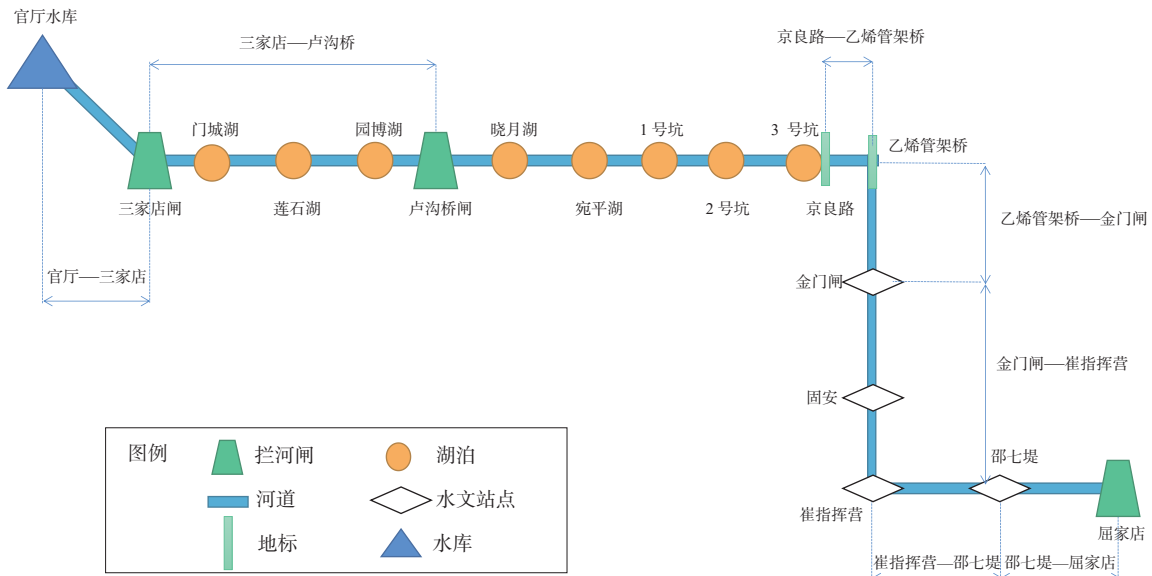 官厅水库
三家店—卢沟桥
京良路—乙烯管架桥
门城湖
园博湖
晓月湖
1 号坑
3 号坑
乙烯管架桥
三家店闸
莲石湖
卢沟桥闸
宛平湖
2 号坑
京良路
乙烯管架桥—金门闸
官厅—三家店
金门闸
金门闸—崔指挥营
固安
图例
拦河闸
湖泊
河道
水文站点
地标
水库
邵七堤
崔指挥营
屈家店
崔指挥营—邵七堤
邵七堤—屈家店